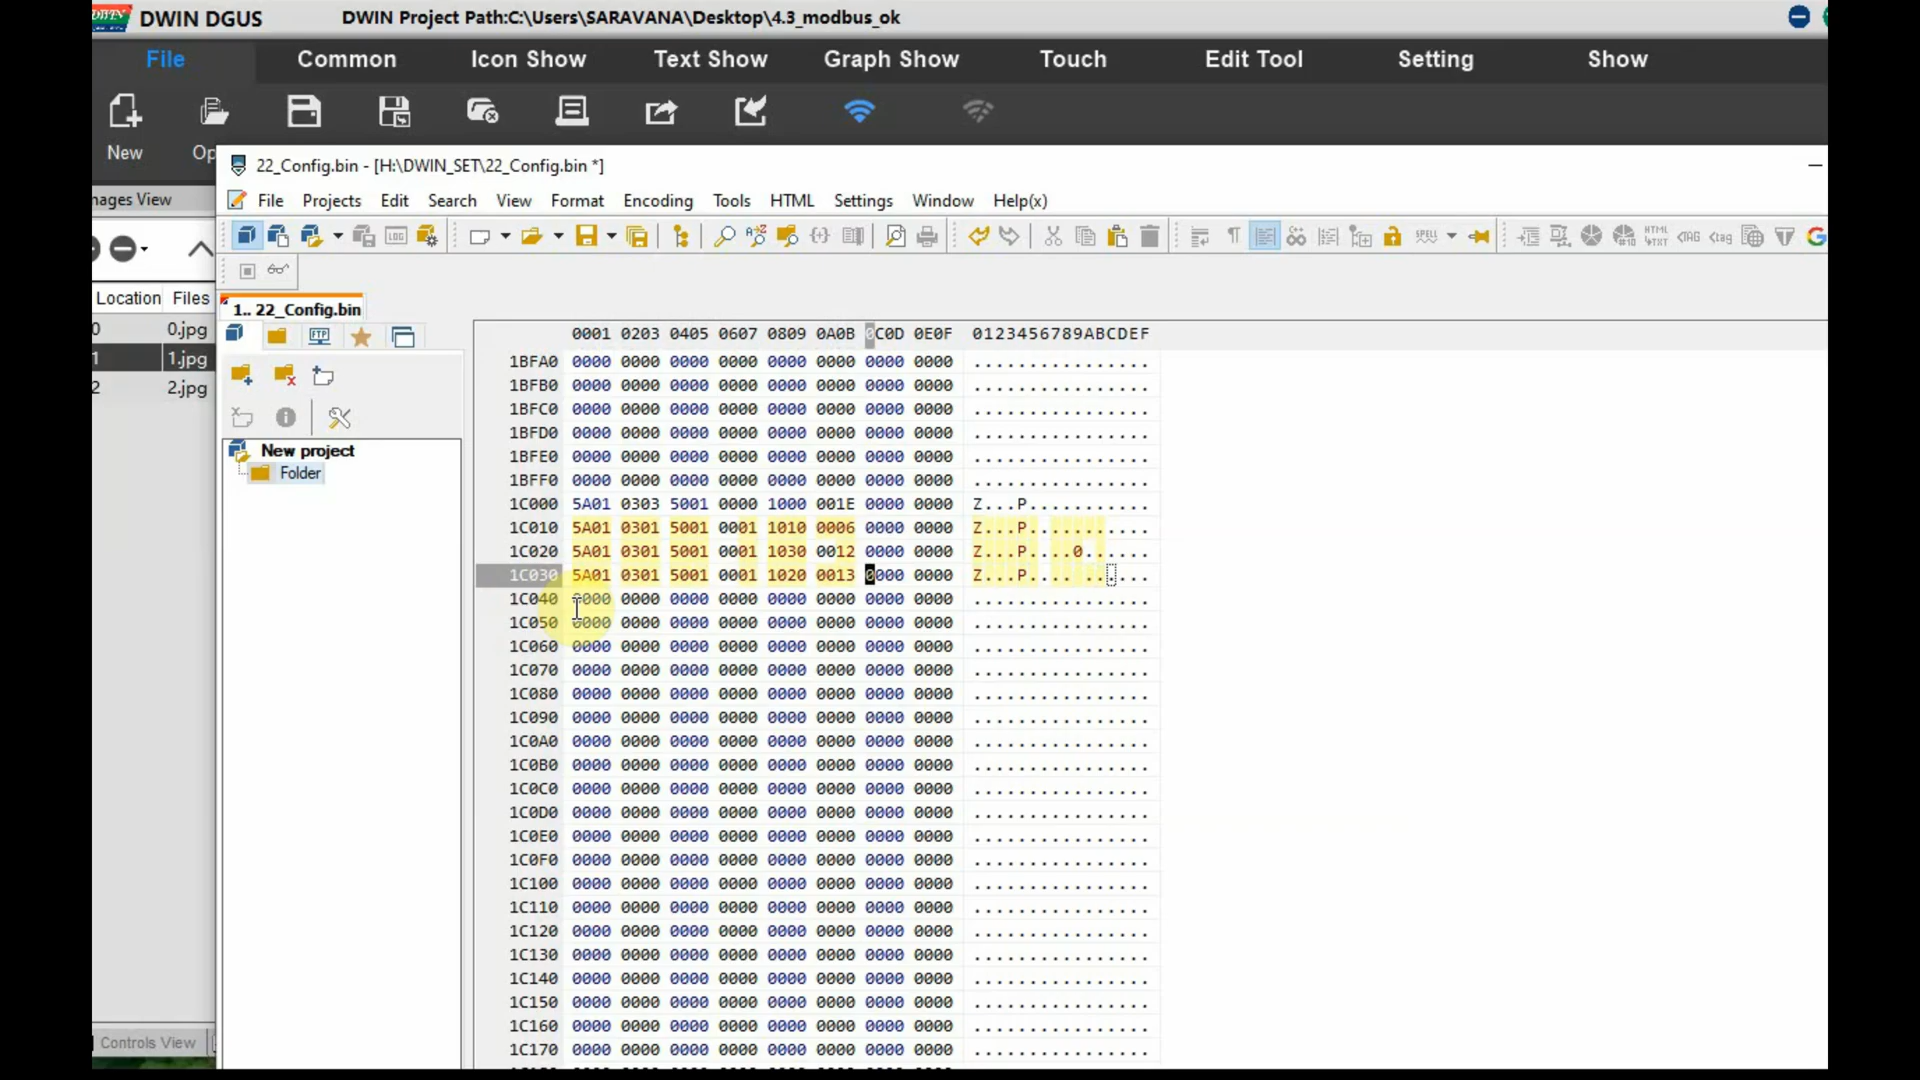 DWIN DGUS DWIN Project Path:C:\Users\SARAVANA\Desktop\4.3_modbus_ok
File Common Icon Show Text Show Graph Show Touch Edit Tool Setting Show
New Op
ages View
22_Config.bin - [H:\DWIN_SET\22_Config.bin *]
File Projects Edit Search View Format Encoding Tools HTML Settings Window Help(x)
Location Files
0 0.jpg
1 1.jpg
2 2.jpg
1.. 22_Config.bin
New project
Folder
0001 0203 0405 0607 0809 0A0B 0C0D 0E0F 0123456789ABCDEF
1BFA0 0000 0000 0000 0000 0000 0000 0000 0000 ................
1BFB0 0000 0000 0000 0000 0000 0000 0000 0000 ................
1BFC0 0000 0000 0000 0000 0000 0000 0000 0000 ................
1BFD0 0000 0000 0000 0000 0000 0000 0000 0000 ................
1BFE0 0000 0000 0000 0000 0000 0000 0000 0000 ................
1BFF0 0000 0000 0000 0000 0000 0000 0000 0000 ................
1C000 5A01 0303 5001 0000 1000 001E 0000 0000 Z...P...........
1C010 5A01 0301 5001 0001 1010 0006 0000 0000 Z...P...........
1C020 5A01 0301 5001 0001 1030 0012 0000 0000 Z...P....0......
1C030 5A01 0301 5001 0001 1020 0013 0000 0000 Z...P.... ......
1C040 0000 0000 0000 0000 0000 0000 0000 0000 ................
1C050 0000 0000 0000 0000 0000 0000 0000 0000 ................
1C060 0000 0000 0000 0000 0000 0000 0000 0000 ................
1C070 0000 0000 0000 0000 0000 0000 0000 0000 ................
1C080 0000 0000 0000 0000 0000 0000 0000 0000 ................
1C090 0000 0000 0000 0000 0000 0000 0000 0000 ................
1C0A0 0000 0000 0000 0000 0000 0000 0000 0000 ................
1C0B0 0000 0000 0000 0000 0000 0000 0000 0000 ................
1C0C0 0000 0000 0000 0000 0000 0000 0000 0000 ................
1C0D0 0000 0000 0000 0000 0000 0000 0000 0000 ................
1C0E0 0000 0000 0000 0000 0000 0000 0000 0000 ................
1C0F0 0000 0000 0000 0000 0000 0000 0000 0000 ................
1C100 0000 0000 0000 0000 0000 0000 0000 0000 ................
1C110 0000 0000 0000 0000 0000 0000 0000 0000 ................
1C120 0000 0000 0000 0000 0000 0000 0000 0000 ................
1C130 0000 0000 0000 0000 0000 0000 0000 0000 ................
1C140 0000 0000 0000 0000 0000 0000 0000 0000 ................
1C150 0000 0000 0000 0000 0000 0000 0000 0000 ................
1C160 0000 0000 0000 0000 0000 0000 0000 0000 ................
1C170 0000 0000 0000 0000 0000 0000 0000 0000 ................
Controls View